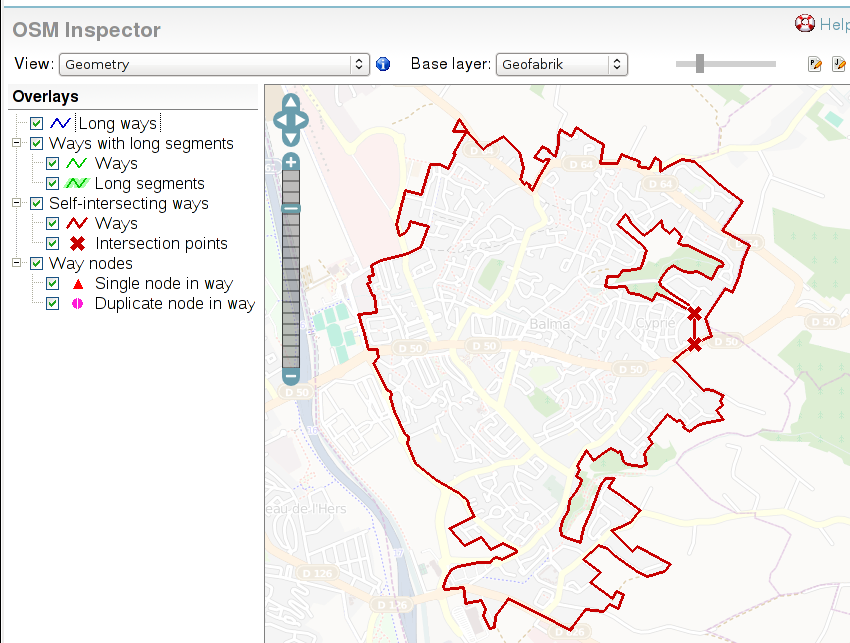 OSM Inspector
Help
View: Geometry Base layer: Geofabrik
Overlays
Long ways
Ways with long segments
Ways
Long segments
Self-intersecting ways
Ways
Intersection points
Way nodes
Single node in way
Duplicate node in way
D 64
D 64
Balma
Cyprié
D 50
D 50
D 50
D 50
D 50
D 50
eau-de-l'Hers
D 126
D 126